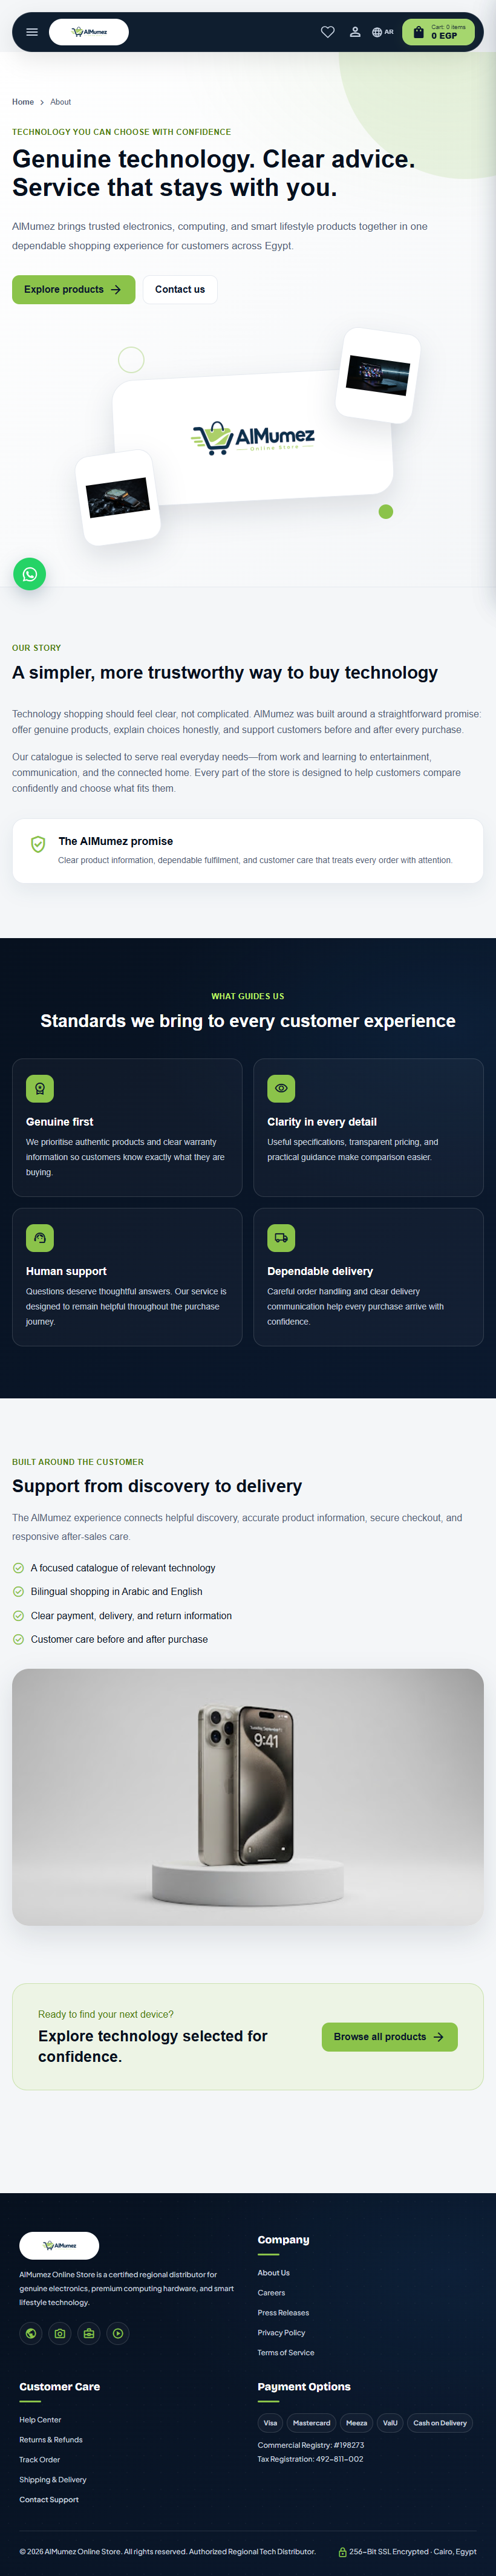 AlMumez
AR
Cart: 0 items
0 EGP
Home > About
TECHNOLOGY YOU CAN CHOOSE WITH CONFIDENCE
Genuine technology. Clear advice.
Service that stays with you.
AlMumez brings trusted electronics, computing, and smart lifestyle products together in one
dependable shopping experience for customers across Egypt.
Explore products
Contact us
AlMumez
Online Store
OUR STORY
A simpler, more trustworthy way to buy technology
Technology shopping should feel clear, not complicated. AlMumez was built around a straightforward promise:
offer genuine products, explain choices honestly, and support customers before and after every purchase.
Our catalogue is selected to serve real everyday needs—from work and learning to entertainment,
communication, and the connected home. Every part of the store is designed to help customers compare
confidently and choose what fits them.
The AlMumez promise
Clear product information, dependable fulfilment, and customer care that treats every order with attention.
WHAT GUIDES US
Standards we bring to every customer experience
Genuine first
We prioritise authentic products and clear warranty
information so customers know exactly what they are
buying.
Clarity in every detail
Useful specifications, transparent pricing, and
practical guidance make comparison easier.
Human support
Questions deserve thoughtful answers. Our service is
designed to remain helpful throughout the purchase
journey.
Dependable delivery
Careful order handling and clear delivery
communication help every purchase arrive with
confidence.
BUILT AROUND THE CUSTOMER
Support from discovery to delivery
The AlMumez experience connects helpful discovery, accurate product information, secure checkout, and
responsive after-sales care.
A focused catalogue of relevant technology
Bilingual shopping in Arabic and English
Clear payment, delivery, and return information
Customer care before and after purchase
9:41
Ready to find your next device?
Explore technology selected for
confidence.
Browse all products
AlMumez
AlMumez Online Store is a certified regional distributor for
genuine electronics, premium computing hardware, and smart
lifestyle technology.
Company
About Us
Careers
Press Releases
Privacy Policy
Terms of Service
Customer Care
Help Center
Returns & Refunds
Track Order
Shipping & Delivery
Contact Support
Payment Options
Visa
Mastercard
Meeza
ValU
Cash on Delivery
Commercial Registry: #198273
Tax Registration: 492-811-002
© 2026 AlMumez Online Store. All rights reserved. Authorized Regional Tech Distributor.
256-Bit SSL Encrypted · Cairo, Egypt